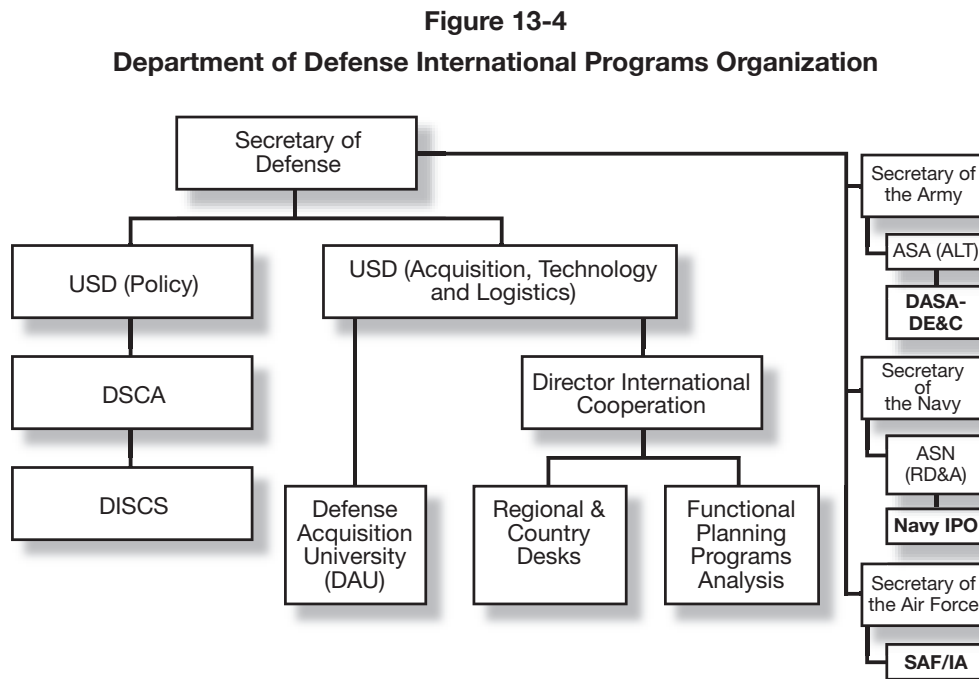 Figure 13-4
Department of Defense International Programs Organization
Secretary of
Defense
USD (Policy)
DSCA
DISCS
USD (Acquisition, Technology
and Logistics)
Director International
Cooperation
Defense
Acquisition
University
(DAU)
Regional &
Country
Desks
Functional
Planning
Programs
Analysis
Secretary of
the Army
ASA (ALT)
DASA-
DE&C
Secretary
of
the Navy
ASN
(RD&A)
Navy IPO
Secretary of
the Air Force
SAF/IA